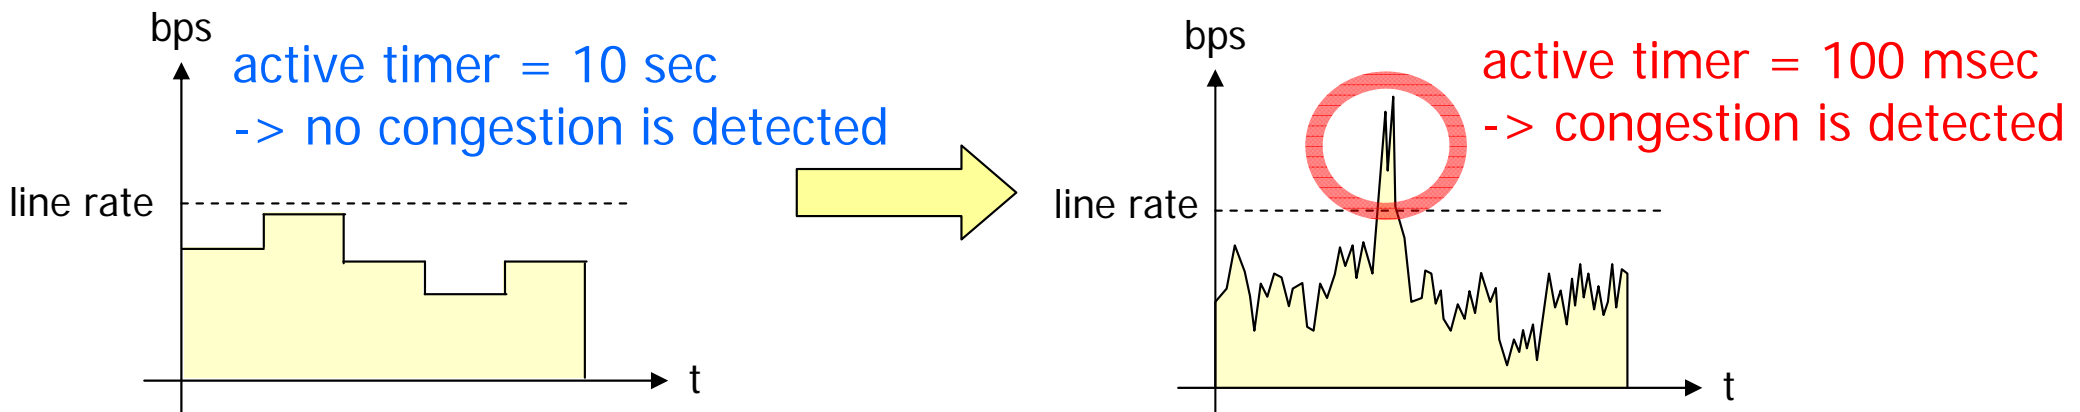 bps
active timer = 10 sec
-> no congestion is detected
line rate
t
bps
active timer = 100 msec
-> congestion is detected
line rate
t